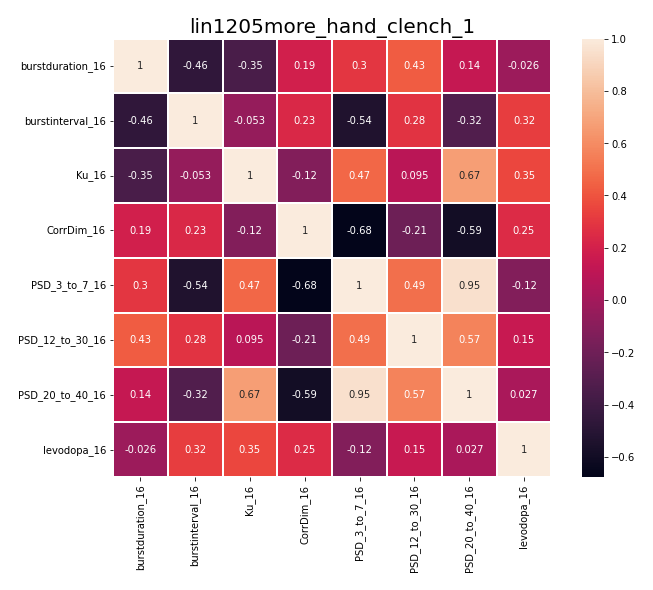 lin1205more_hand_clench_1
burstduration_16 1 -0.46 -0.35 0.19 0.3 0.43 0.14 -0.026
burstinterval_16 -0.46 1 -0.053 0.23 -0.54 0.28 -0.32 0.32
Ku_16 -0.35 -0.053 1 -0.12 0.47 0.095 0.67 0.35
CorrDim_16 0.19 0.23 -0.12 1 -0.68 -0.21 -0.59 0.25
PSD_3_to_7_16 0.3 -0.54 0.47 -0.68 1 0.49 0.95 -0.12
PSD_12_to_30_16 0.43 0.28 0.095 -0.21 0.49 1 0.57 0.15
PSD_20_to_40_16 0.14 -0.32 0.67 -0.59 0.95 0.57 1 0.027
levodopa_16 -0.026 0.32 0.35 0.25 -0.12 0.15 0.027 1
burstduration_16
burstinterval_16
Ku_16
CorrDim_16
PSD_3_to_7_16
PSD_12_to_30_16
PSD_20_to_40_16
levodopa_16
1.0
0.8
0.6
0.4
0.2
0.0
−0.2
−0.4
−0.6